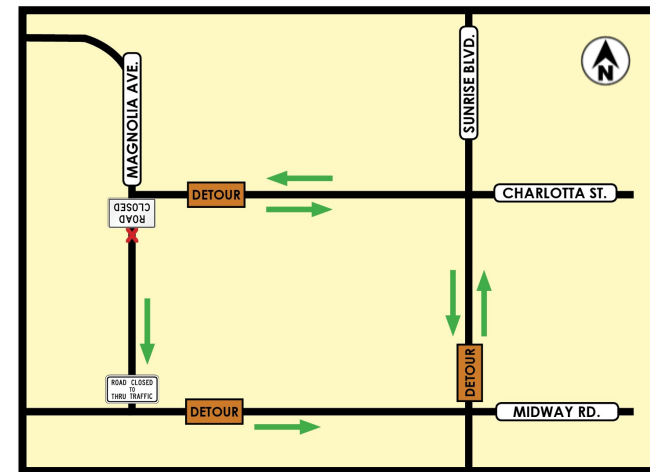 SUNRISE BLVD.
N
MAGNOLIA AVE.
DETOUR
CHARLOTTA ST.
ROAD
CLOSED
ROAD CLOSED
TO
THRU TRAFFIC
DETOUR
DETOUR
MIDWAY RD.